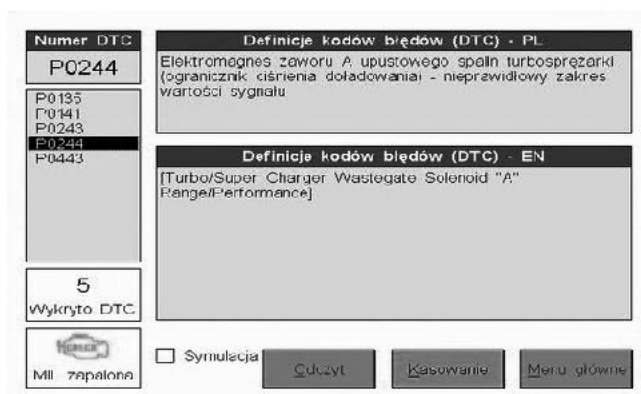 Numer DTC
P0244
P0135
P0141
P0243
P0244
P0443
5
Wykryto DTC
CHECK
MIL zapalona
Definicje kodów błędów (DTC) - PL
Elektromagnes zaworu A upustowego spalin turbosprężarki
(ogranicznik ciśnienia doładowania) - nieprawidłowy zakres
wartości sygnału
Definicje kodów błędów (DTC) - EN
[Turbo/Super Charger Wastegate Solenoid "A"
Range/Performance]
Symulacja
Odczyt
Kasowanie
Menu główne